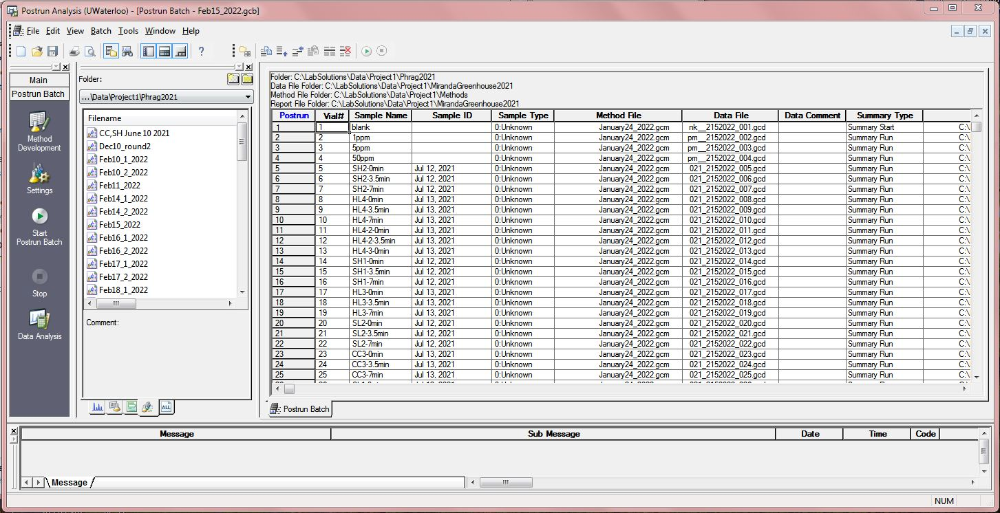 Postrun Analysis (UWaterloo) - [Postrun Batch - Feb15_2022.gcb]
File Edit View Batch Tools Window Help
Main
Postrun Batch
Method
Development
Settings
Start
Postrun Batch
Stop
Data Analysis
Folder:
...\Data\Project1\Phrag2021
Filename
CC,SH June 10 2021
Dec10_round2
Feb10_1_2022
Feb10_2_2022
Feb11_2022
Feb14_1_2022
Feb14_2_2022
Feb15_2022
Feb16_1_2022
Feb16_2_2022
Feb17_1_2022
Feb17_2_2022
Feb18_1_2022
Comment:
ALL
Folder: C:\LabSolutions\Data\Project1\Phrag2021
Data File Folder: C:\LabSolutions\Data\Project1\MirandaGreenhouse2021
Method File Folder: C:\LabSolutions\Data\Project1\Methods
Report File Folder: C:\LabSolutions\Data\Project1\MirandaGreenhouse2021
Postrun Vial# Sample Name Sample ID Sample Type Method File Data File Data Comment Summary Type
1 1 blank 0:Unknown January24_2022.gcm nk__2152022_001.gcd Summary Start C:\
2 2 1ppm 0:Unknown January24_2022.gcm pm__2152022_002.gcd Summary Run C:\
3 3 5ppm 0:Unknown January24_2022.gcm pm__2152022_003.gcd Summary Run C:\
4 4 50ppm 0:Unknown January24_2022.gcm pm__2152022_004.gcd Summary Run C:\
5 5 SH2-0min Jul 12, 2021 0:Unknown January24_2022.gcm 021_2152022_005.gcd Summary Run C:\
6 6 SH2-3.5min Jul 12, 2021 0:Unknown January24_2022.gcm 021_2152022_006.gcd Summary Run C:\
7 7 SH2-7min Jul 12, 2021 0:Unknown January24_2022.gcm 021_2152022_007.gcd Summary Run C:\
8 8 HL4-0min Jul 13, 2021 0:Unknown January24_2022.gcm 021_2152022_008.gcd Summary Run C:\
9 9 HL4-3.5min Jul 13, 2021 0:Unknown January24_2022.gcm 021_2152022_009.gcd Summary Run C:\
10 10 HL4-7min Jul 13, 2021 0:Unknown January24_2022.gcm 021_2152022_010.gcd Summary Run C:\
11 11 HL4-2-0min Jul 13, 2021 0:Unknown January24_2022.gcm 021_2152022_011.gcd Summary Run C:\
12 12 HL4-2-3.5min Jul 13, 2021 0:Unknown January24_2022.gcm 021_2152022_012.gcd Summary Run C:\
13 13 HL4-3-0min Jul 13, 2021 0:Unknown January24_2022.gcm 021_2152022_013.gcd Summary Run C:\
14 14 SH1-0min Jul 12, 2021 0:Unknown January24_2022.gcm 021_2152022_014.gcd Summary Run C:\
15 15 SH1-3.5min Jul 12, 2021 0:Unknown January24_2022.gcm 021_2152022_015.gcd Summary Run C:\
16 16 SH1-7min Jul 12, 2021 0:Unknown January24_2022.gcm 021_2152022_016.gcd Summary Run C:\
17 17 HL3-0min Jul 13, 2021 0:Unknown January24_2022.gcm 021_2152022_017.gcd Summary Run C:\
18 18 HL3-3.5min Jul 13, 2021 0:Unknown January24_2022.gcm 021_2152022_018.gcd Summary Run C:\
19 19 HL3-7min Jul 13, 2021 0:Unknown January24_2022.gcm 021_2152022_019.gcd Summary Run C:\
20 20 SL2-0min Jul 12, 2021 0:Unknown January24_2022.gcm 021_2152022_020.gcd Summary Run C:\
21 21 SL2-3.5min Jul 12, 2021 0:Unknown January24_2022.gcm 021_2152022_021.gcd Summary Run C:\
22 22 SL2-7min Jul 12, 2021 0:Unknown January24_2022.gcm 021_2152022_022.gcd Summary Run C:\
23 23 CC3-0min Jul 13, 2021 0:Unknown January24_2022.gcm 021_2152022_023.gcd Summary Run C:\
24 24 CC3-3.5min Jul 13, 2021 0:Unknown January24_2022.gcm 021_2152022_024.gcd Summary Run C:\
25 25 CC3-7min Jul 13, 2021 0:Unknown January24_2022.gcm 021_2152022_025.gcd Summary Run C:\
Postrun Batch
Message Sub Message Date Time Code
Message
NUM